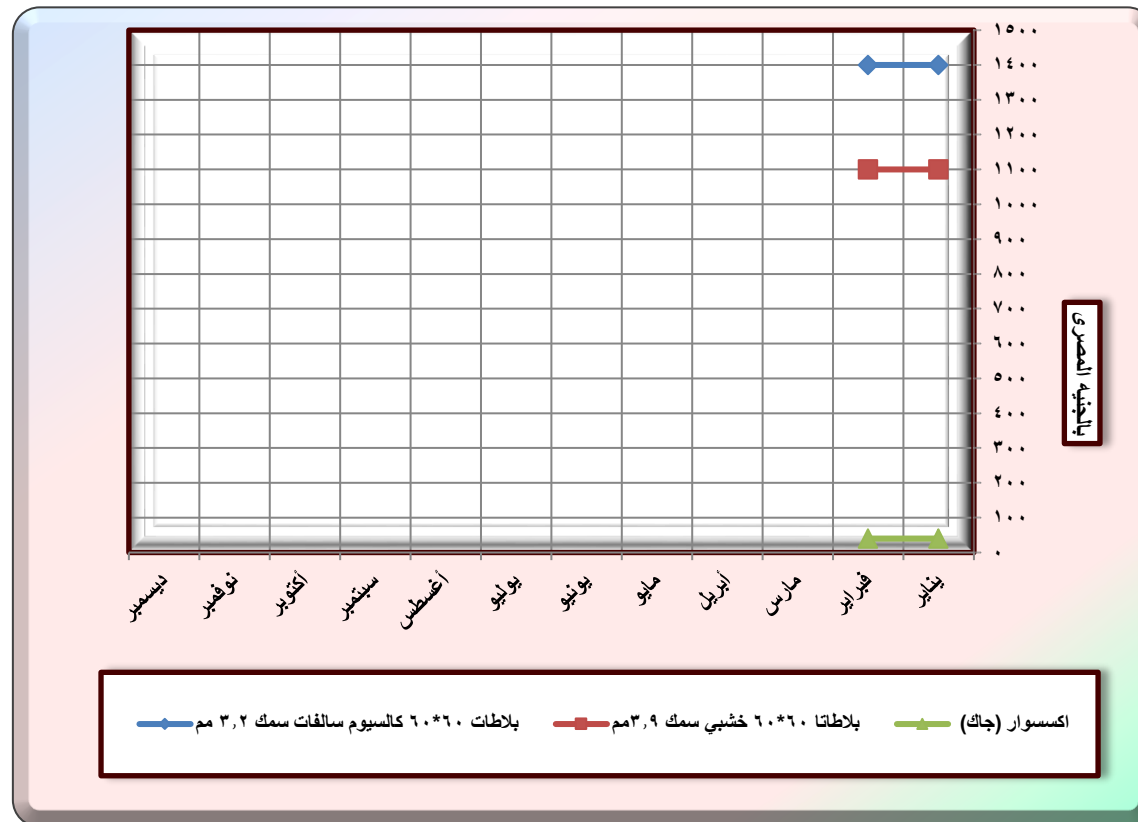 ١٥٠٠
١٤٠٠
١٣٠٠
١٢٠٠
١١٠٠
١٠٠٠
٩٠٠
٨٠٠
٧٠٠
٦٠٠
٥٠٠
٤٠٠
٣٠٠
٢٠٠
١٠٠
٠
بالجنيه المصرى
يناير
فبراير
مارس
أبريل
مايو
يونيو
يوليو
أغسطس
سبتمبر
أكتوبر
نوفمبر
ديسمبر
اكسسوار (جاك)
بلاطاتا ٦٠*٦٠ خشبي سمك ٣,٩مم
بلاطات ٦٠*٦٠ كالسيوم سالفات سمك ٣,٢ مم